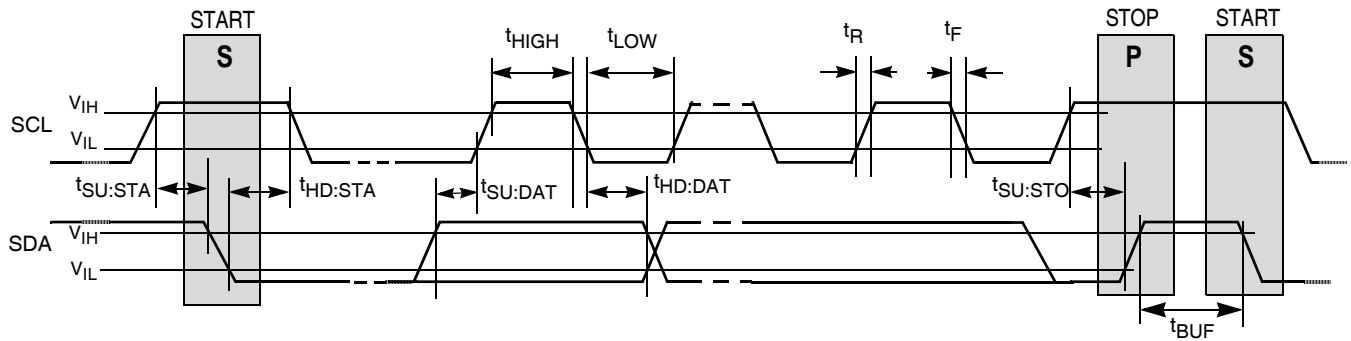 START
STOP
START
S
P
S
tHIGH
tLOW
tR
tF
SCL
VIH
VIL
tSU:STA
tHD:STA
tSU:DAT
tHD:DAT
tSU:STO
SDA
VIH
VIL
tBUF